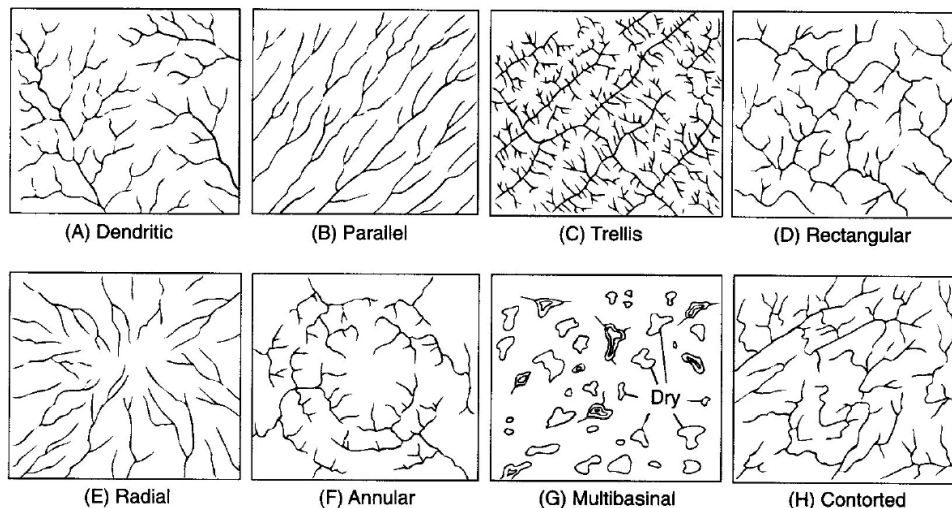 (A) Dendritic
(B) Parallel
(C) Trellis
(D) Rectangular
Dry
(E) Radial
(F) Annular
(G) Multibasinal
(H) Contorted